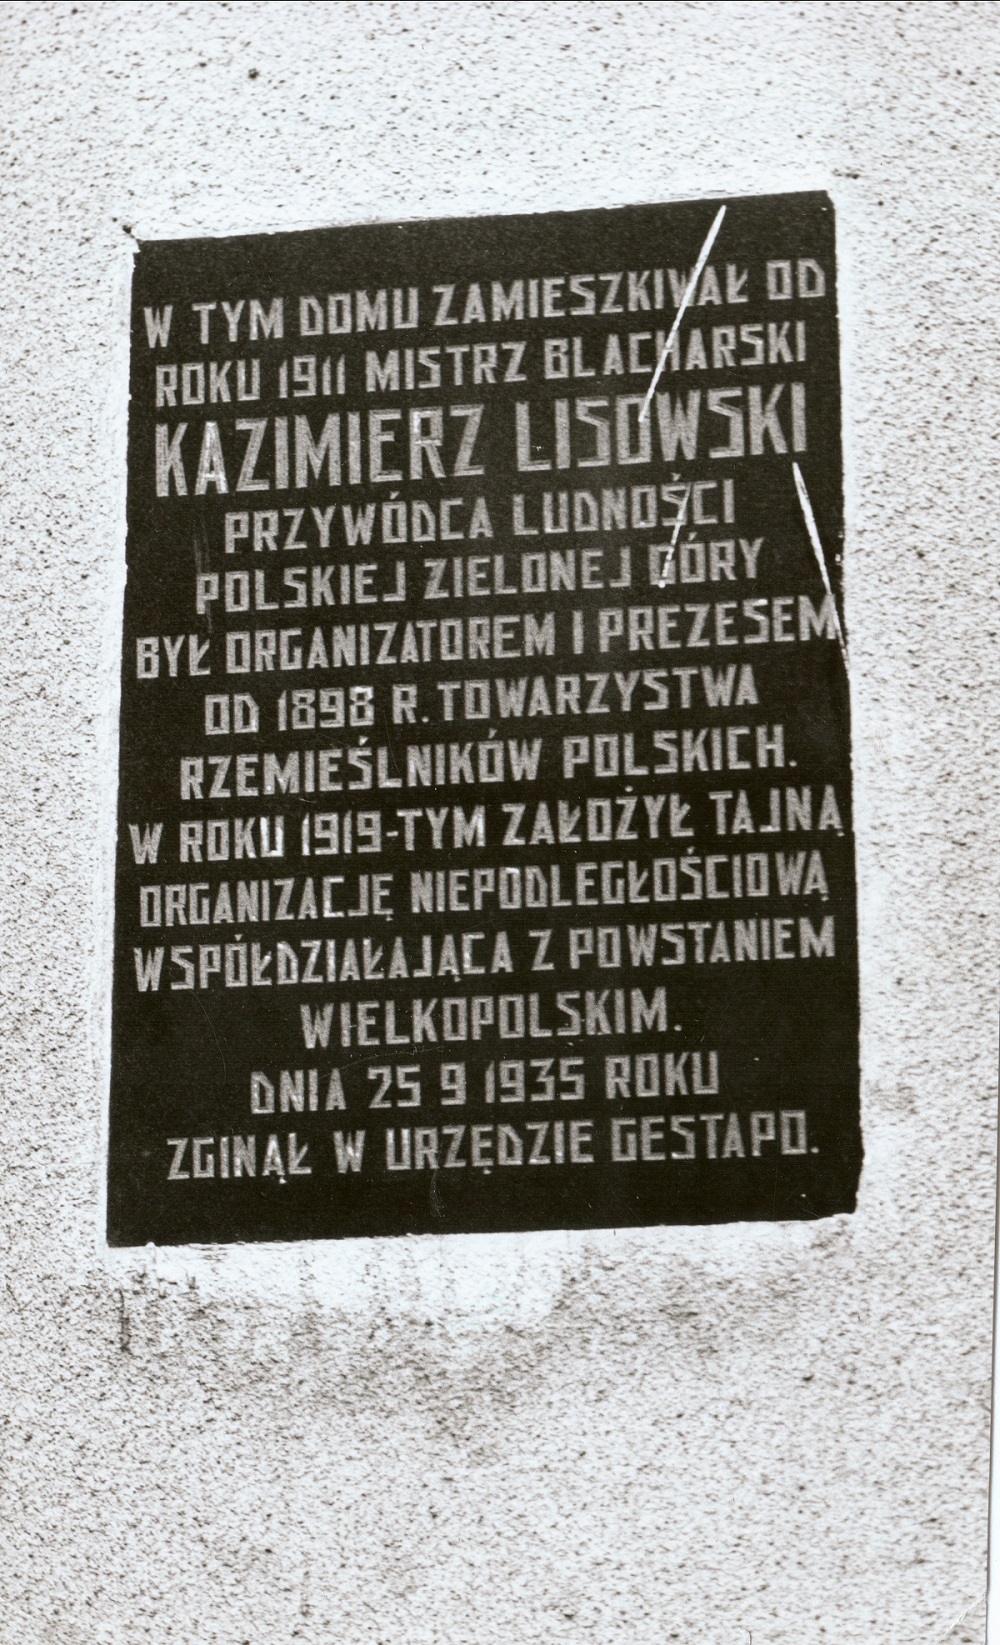 W TYM DOMU ZAMIESZKIWAŁ OD
ROKU 1911 MISTRZ BLACHARSKI
KAZIMIERZ LISOWSKI
PRZYWÓDCA LUDNOŚCI
POLSKIEJ ZIELONEJ GÓRY
BYŁ ORGANIZATOREM I PREZESEM
OD 1898 R. TOWARZYSTWA
RZEMIEŚLNIKÓW POLSKICH.
W ROKU 1919-TYM ZAŁOŻYŁ TAJNĄ
ORGANIZACJĘ NIEPODLEGŁOŚCIOWĄ
WSPÓŁDZIAŁAJĄCA Z POWSTANIEM
WIELKOPOLSKIM.
DNIA 25 9 1935 ROKU
ZGINĄŁ W URZĘDZIE GESTAPO.